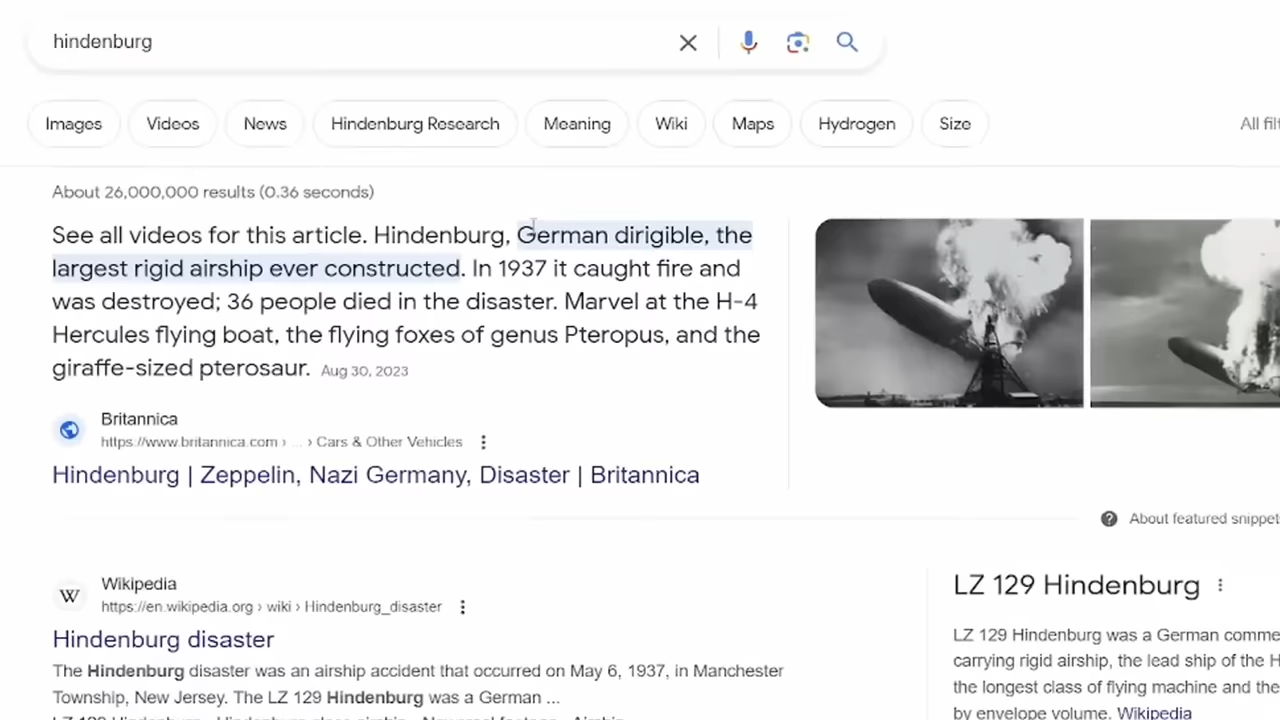 hindenburg
Images
Videos
News
Hindenburg Research
Meaning
Wiki
Maps
Hydrogen
Size
All
About 26,000,000 results (0.36 seconds)
See all videos for this article. Hindenburg, German dirigible, the
largest rigid airship ever constructed. In 1937 it caught fire and
was destroyed; 36 people died in the disaster. Marvel at the H-4
Hercules flying boat, the flying foxes of genus Pteropus, and the
giraffe-sized pterosaur. Aug 30, 2023
Britannica
https://www.britannica.com › ... › Cars & Other Vehicles
Hindenburg | Zeppelin, Nazi Germany, Disaster | Britannica
About featured snippet
W
Wikipedia
https://en.wikipedia.org › wiki › Hindenburg_disaster
Hindenburg disaster
The Hindenburg disaster was an airship accident that occurred on May 6, 1937, in Manchester
Township, New Jersey. The LZ 129 Hindenburg was a German ...
LZ 129 Hindenburg
LZ 129 Hindenburg was a German comme
carrying rigid airship, the lead ship of the H
the longest class of flying machine and the
by envelope volume. Wikipedia